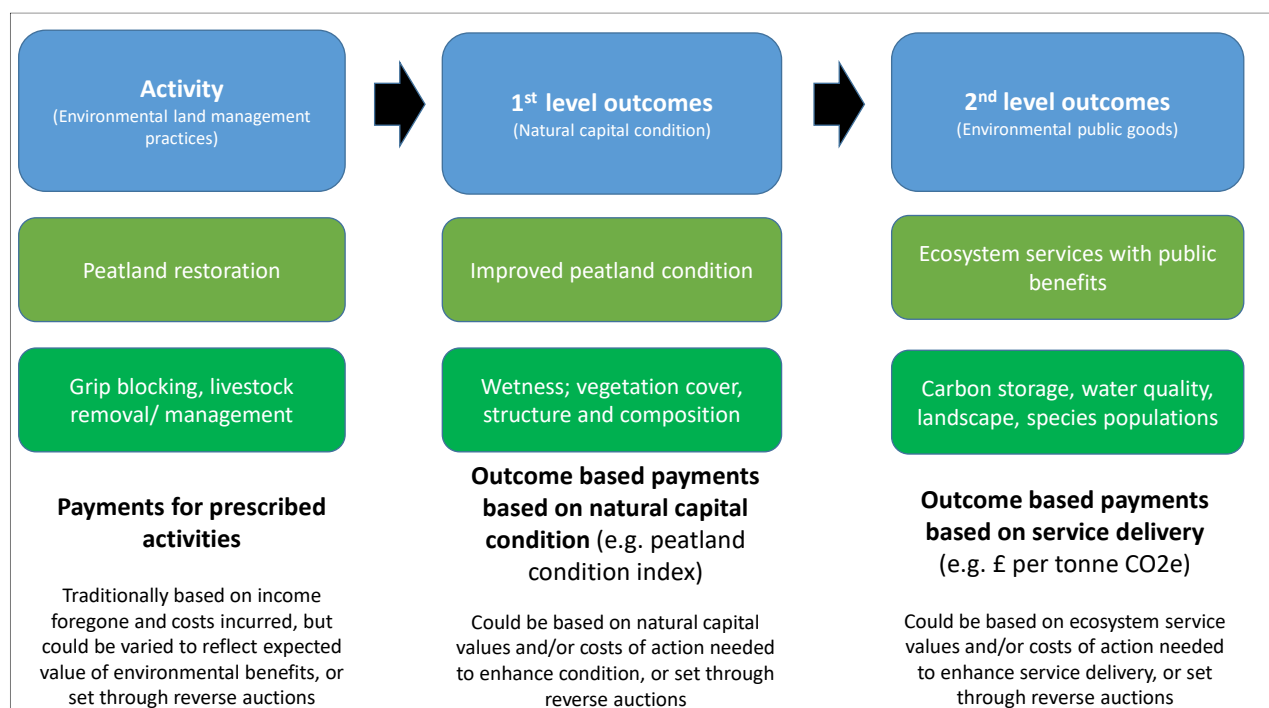 Activity
(Environmental land management
practices)
1st level outcomes
(Natural capital condition)
2nd level outcomes
(Environmental public goods)
Peatland restoration
Improved peatland condition
Ecosystem services with public
benefits
Grip blocking, livestock
removal/ management
Wetness; vegetation cover,
structure and composition
Carbon storage, water quality,
landscape, species populations
Payments for prescribed
activities
Traditionally based on income
foregone and costs incurred, but
could be varied to reflect expected
value of environmental benefits, or
set through reverse auctions
Outcome based payments
based on natural capital
condition (e.g. peatland
condition index)
Could be based on natural capital
values and/or costs of action needed
to enhance condition, or set through
reverse auctions
Outcome based payments
based on service delivery
(e.g. £ per tonne CO2e)
Could be based on ecosystem service
values and/or costs of action needed
to enhance service delivery, or set
through reverse auctions